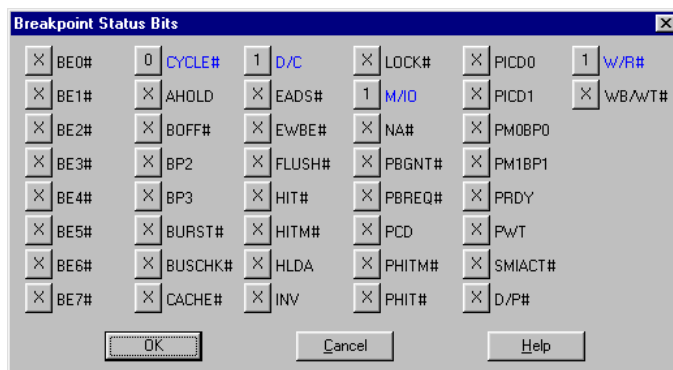 Breakpoint Status Bits X
X BE0# 0 CYCLE# 1 D/C X LOCK# X PICD0 1 W/R#
X BE1# X AHOLD X EADS# 1 M/IO X PICD1 X WB/WT#
X BE2# X BOFF# X EWBE# X NA# X PM0BP0
X BE3# X BP2 X FLUSH# X PBGNT# X PM1BP1
X BE4# X BP3 X HIT# X PBREQ# X PRDY
X BE5# X BURST# X HITM# X PCD X PWT
X BE6# X BUSCHK# X HLDA X PHITM# X SMIACT#
X BE7# X CACHE# X INV X PHIT# X D/P#
OK Cancel Help